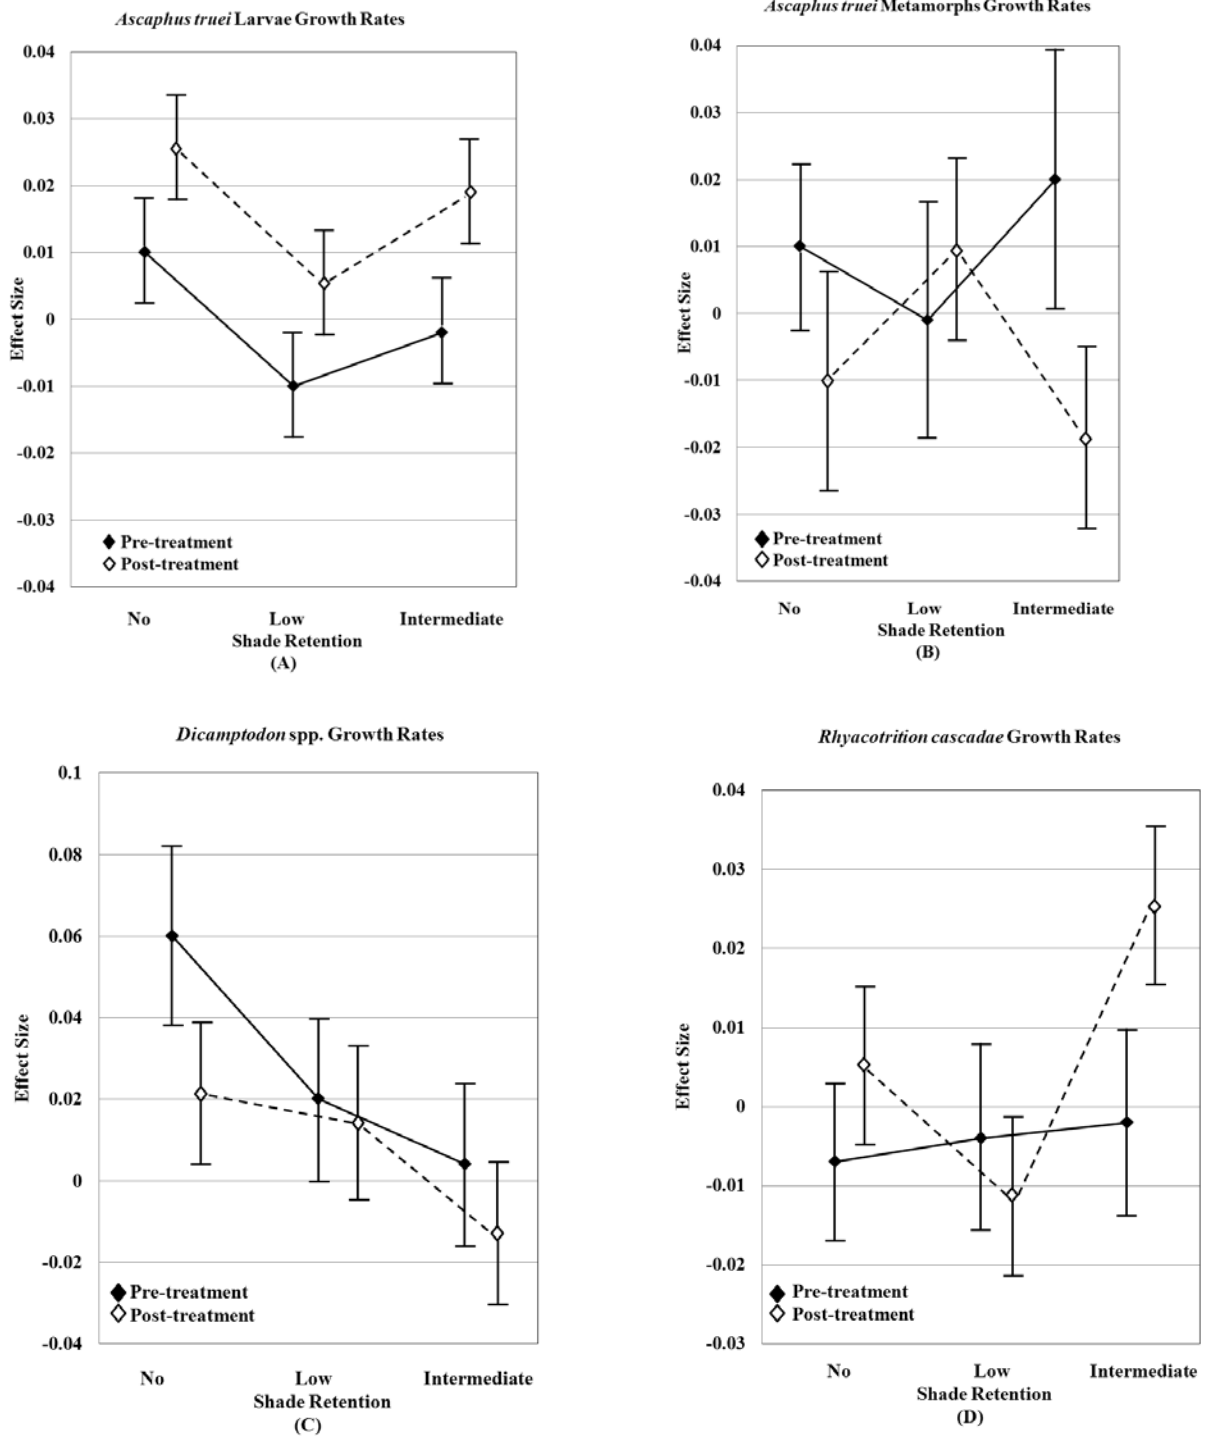 Ascaphus truei Larvae Growth Rates
0.04
0.03
0.02
0.01
0
-0.01
-0.02
-0.03
-0.04
Effect Size
Pre-treatment
Post-treatment
No
Low
Intermediate
Shade Retention
(A)
Ascaphus truei Metamorphs Growth Rates
0.04
0.03
0.02
0.01
0
-0.01
-0.02
-0.03
-0.04
Effect Size
Pre-treatment
Post-treatment
No
Low
Intermediate
Shade Retention
(B)
Dicamptodon spp. Growth Rates
0.1
0.08
0.06
0.04
0.02
0
-0.02
-0.04
Effect Size
Pre-treatment
Post-treatment
No
Low
Intermediate
Shade Retention
(C)
Rhyacotrition cascadae Growth Rates
0.04
0.03
0.02
0.01
0
-0.01
-0.02
-0.03
Effect Size
Pre-treatment
Post-treatment
No
Low
Intermediate
Shade Retention
(D)